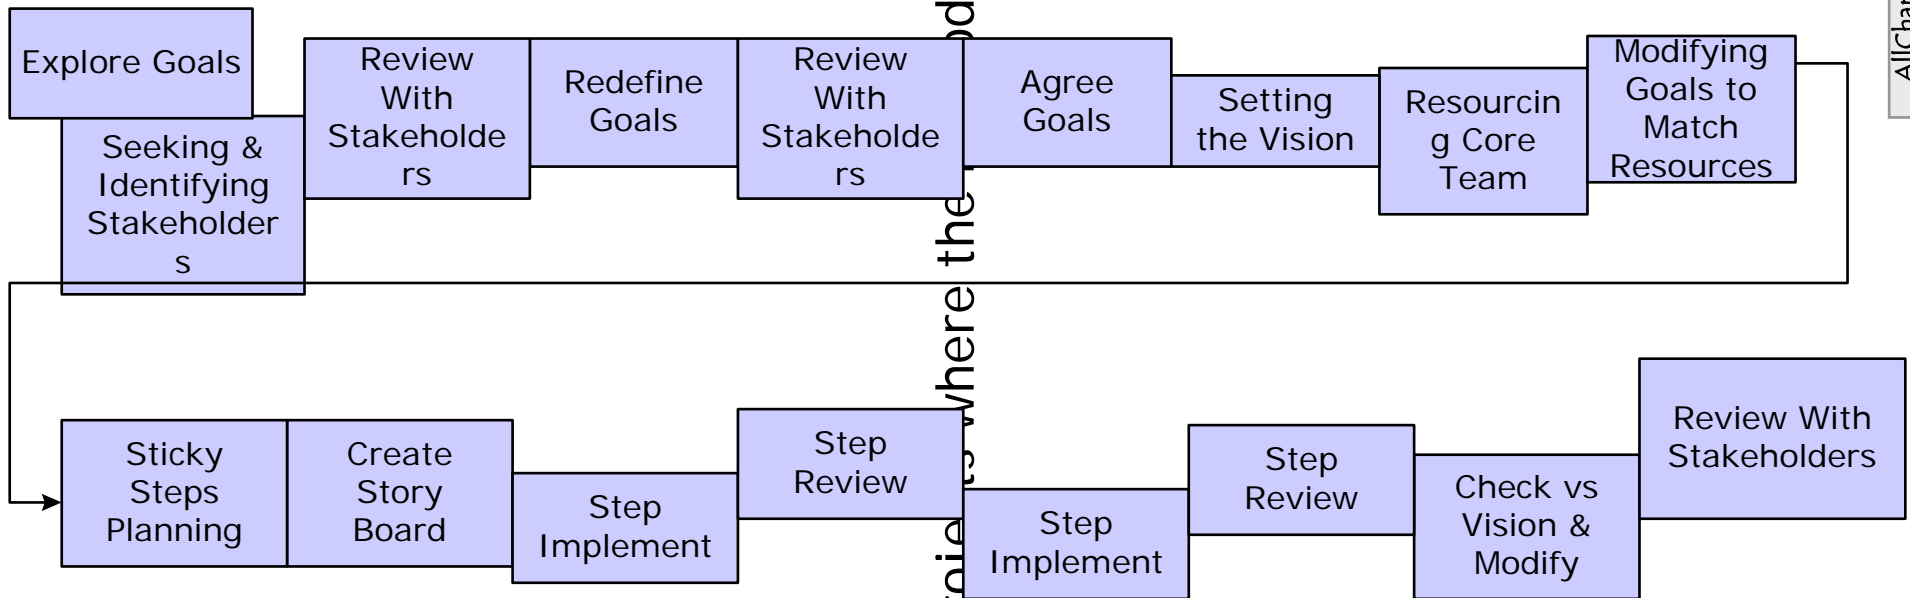 Explore Goals
Seeking &
Identifying
Stakeholder
s
Review
With
Stakeholde
rs
Redefine
Goals
Review
With
Stakeholde
rs
Agree
Goals
Setting
the Vision
Resourcin
g Core
Team
Modifying
Goals to
Match
Resources
Sticky
Steps
Planning
Create
Story
Board
Step
Implement
Step
Review
Step
Implement
Step
Review
Check vs
Vision &
Modify
Review With
Stakeholders
where the